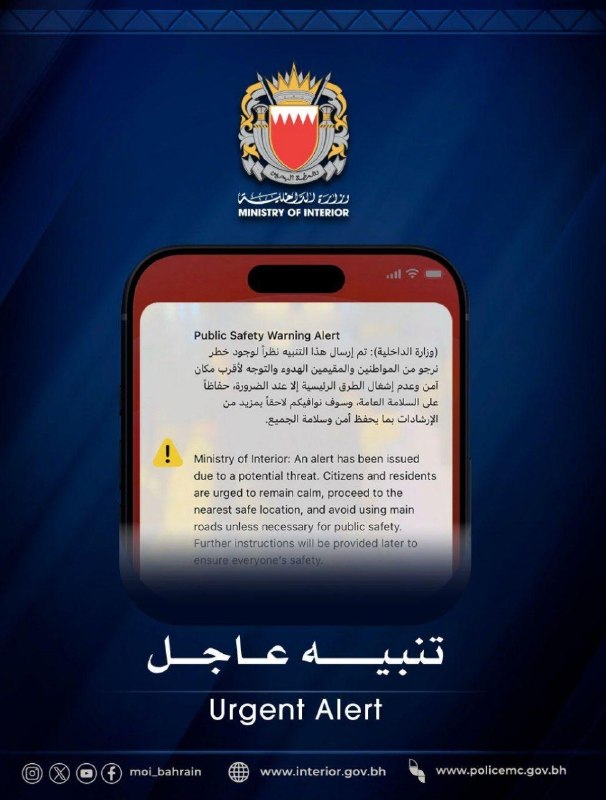 وزارة الداخلية
MINISTRY OF INTERIOR
Public Safety Warning Alert
(وزارة الداخلية): تم إرسال هذا التنبيه نظراً لوجود خطر
نرجو من المواطنين والمقيمين الهدوء والتوجه لأقرب مكان
آمن وعدم إشغال الطرق الرئيسية إلا عند الضرورة، حفاظاً
على السلامة العامة، وسوف نوافيكم لاحقاً بمزيد من
الإرشادات بما يحفظ أمن وسلامة الجميع.
Ministry of Interior: An alert has been issued
due to a potential threat. Citizens and residents
are urged to remain calm, proceed to the
nearest safe location, and avoid using main
roads unless necessary for public safety.
Further instructions will be provided later to
ensure everyone's safety.
تنبيــــه عــاجــل
Urgent Alert
moi_bahrain
www.interior.gov.bh
www.policemc.gov.bh